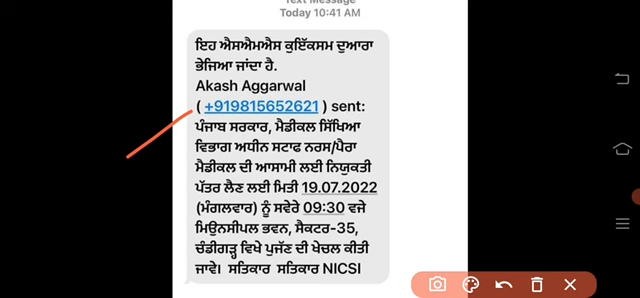 Text Message
Today 10:41 AM
ਇਹ ਐਸਐਮਐਸ ਕੁਇੱਕਸਮ ਦੁਆਰਾ
ਭੇਜਿਆ ਜਾਂਦਾ ਹੈ.
Akash Aggarwal
( +919815652621 ) sent:
ਪੰਜਾਬ ਸਰਕਾਰ, ਮੈਡੀਕਲ ਸਿੱਖਿਆ
ਵਿਭਾਗ ਅਧੀਨ ਸਟਾਫ ਨਰਸ/ਪੈਰਾ
ਮੈਡੀਕਲ ਦੀ ਆਸਾਮੀ ਲਈ ਨਿਯੁਕਤੀ
ਪੱਤਰ ਲੈਣ ਲਈ ਮਿਤੀ 19.07.2022
(ਮੰਗਲਵਾਰ) ਨੂੰ ਸਵੇਰੇ 09:30 ਵਜੇ
ਮਿਉਨਸੀਪਲ ਭਵਨ, ਸੈਕਟਰ-35,
ਚੰਡੀਗੜ੍ਹ ਵਿਖੇ ਪੁਜੱਣ ਦੀ ਖੇਚਲ ਕੀਤੀ
ਜਾਵੇ। ਸਤਿਕਾਰ ਸਤਿਕਾਰ NICSI